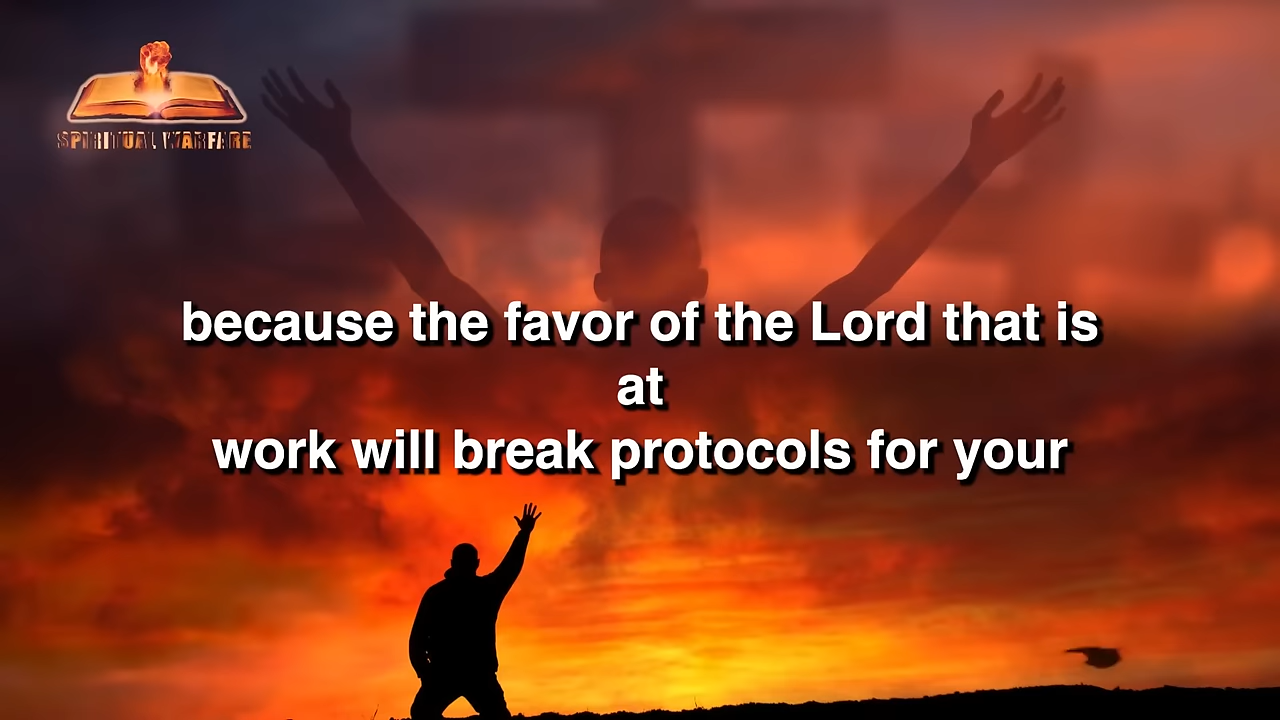 SPIRITUAL WARFARE
because the favor of the Lord that is
at
work will break protocols for your